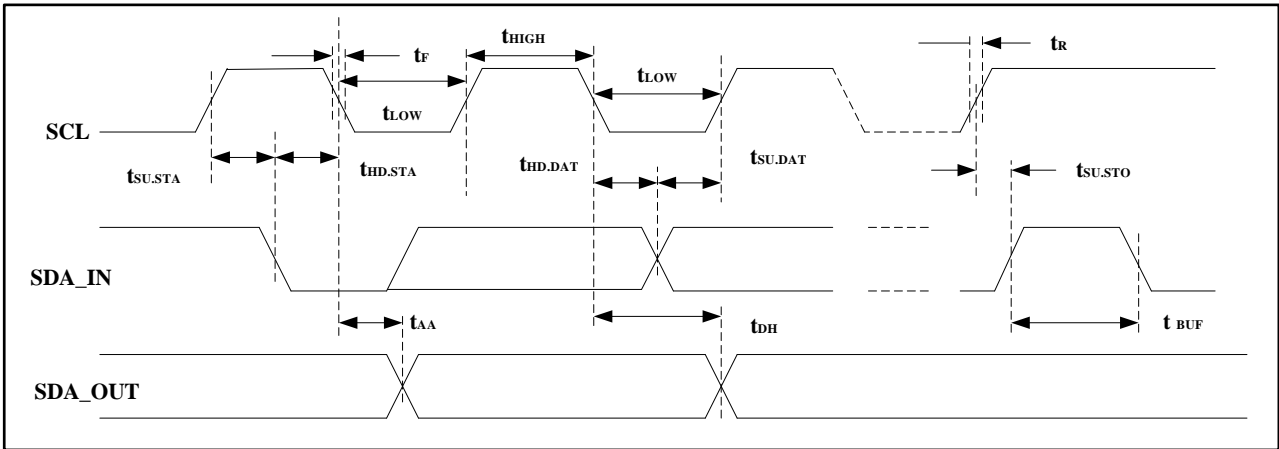 tHIGH
tF
tR
tLOW
tLOW
SCL
tSU.STA
tHD.STA
tHD.DAT
tSU.DAT
tSU.STO
SDA_IN
tAA
tDH
t BUF
SDA_OUT